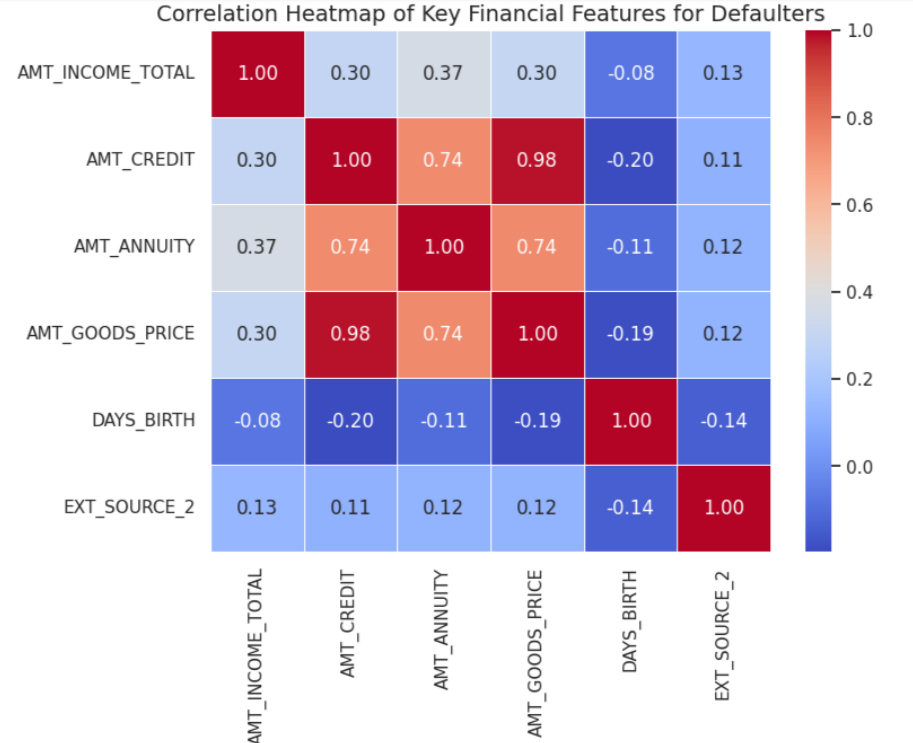 Correlation Heatmap of Key Financial Features for Defaulters
AMT_INCOME_TOTAL 1.00 0.30 0.37 0.30 -0.08 0.13
AMT_CREDIT 0.30 1.00 0.74 0.98 -0.20 0.11
AMT_ANNUITY 0.37 0.74 1.00 0.74 -0.11 0.12
AMT_GOODS_PRICE 0.30 0.98 0.74 1.00 -0.19 0.12
DAYS_BIRTH -0.08 -0.20 -0.11 -0.19 1.00 -0.14
EXT_SOURCE_2 0.13 0.11 0.12 0.12 -0.14 1.00
AMT_INCOME_TOTAL
AMT_CREDIT
AMT_ANNUITY
AMT_GOODS_PRICE
DAYS_BIRTH
EXT_SOURCE_2
1.0
0.8
0.6
0.4
0.2
0.0